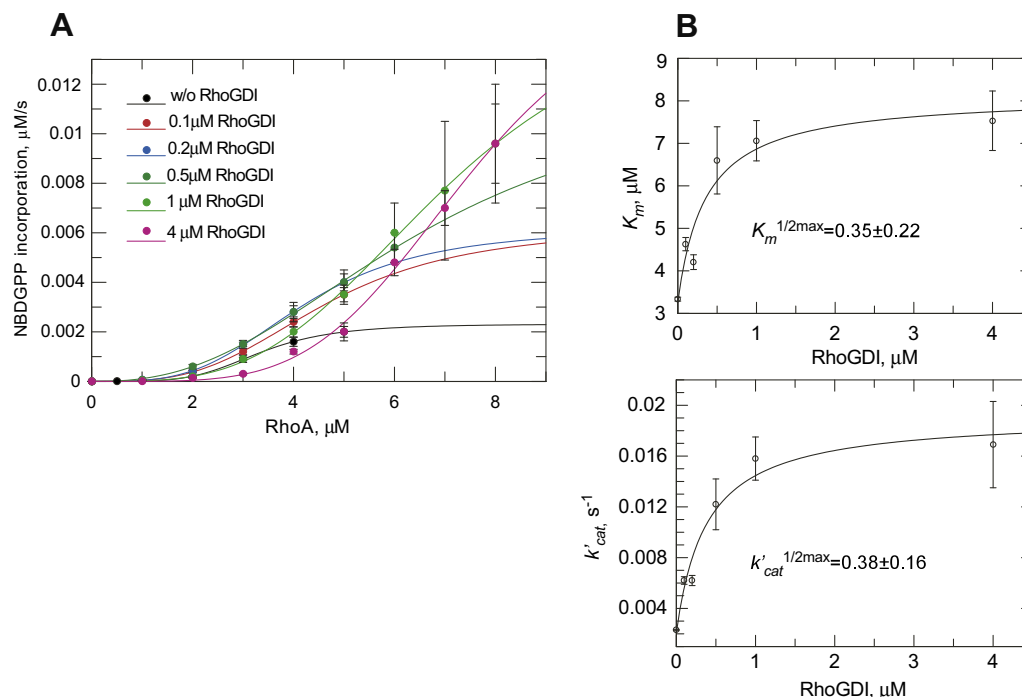 A
NBDGPP incorporation, µM/s
0.012
0.01
0.008
0.006
0.004
0.002
0
w/o RhoGDI
0.1µM RhoGDI
0.2µM RhoGDI
0.5µM RhoGDI
1 µM RhoGDI
4 µM RhoGDI
0 2 4 6 8
RhoA, µM
B
Km, µM
9
8
7
6
5
4
3
Km1/2max=0.35±0.22
0 1 2 3 4
RhoGDI, µM
k'cat, s-1
0.02
0.016
0.012
0.008
0.004
k'cat1/2max=0.38±0.16
0 1 2 3 4
RhoGDI, µM